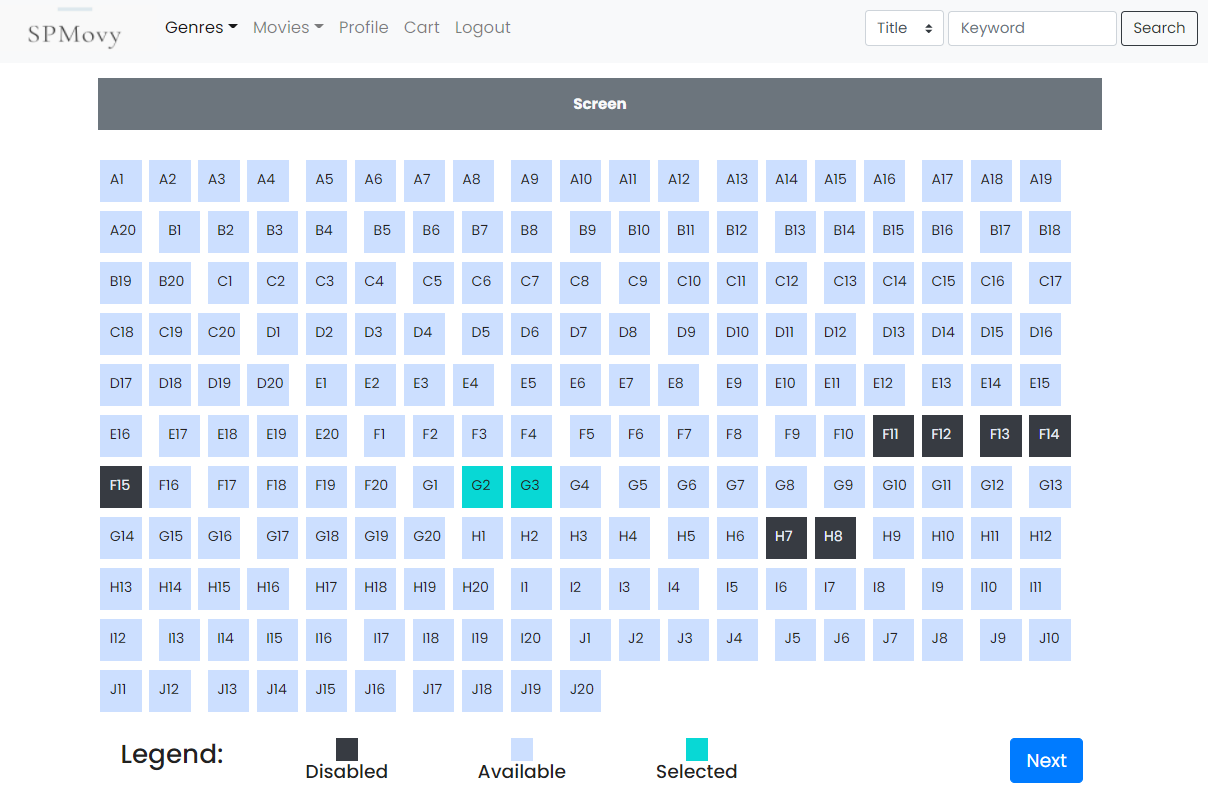 SPMovy Genres Movies Profile Cart Logout Title Keyword Search
Screen
A1 A2 A3 A4 A5 A6 A7 A8 A9 A10 A11 A12 A13 A14 A15 A16 A17 A18 A19
A20 B1 B2 B3 B4 B5 B6 B7 B8 B9 B10 B11 B12 B13 B14 B15 B16 B17 B18
B19 B20 C1 C2 C3 C4 C5 C6 C7 C8 C9 C10 C11 C12 C13 C14 C15 C16 C17
C18 C19 C20 D1 D2 D3 D4 D5 D6 D7 D8 D9 D10 D11 D12 D13 D14 D15 D16
D17 D18 D19 D20 E1 E2 E3 E4 E5 E6 E7 E8 E9 E10 E11 E12 E13 E14 E15
E16 E17 E18 E19 E20 F1 F2 F3 F4 F5 F6 F7 F8 F9 F10 F11 F12 F13 F14
F15 F16 F17 F18 F19 F20 G1 G2 G3 G4 G5 G6 G7 G8 G9 G10 G11 G12 G13
G14 G15 G16 G17 G18 G19 G20 H1 H2 H3 H4 H5 H6 H7 H8 H9 H10 H11 H12
H13 H14 H15 H16 H17 H18 H19 H20 I1 I2 I3 I4 I5 I6 I7 I8 I9 I10 I11
I12 I13 I14 I15 I16 I17 I18 I19 I20 J1 J2 J3 J4 J5 J6 J7 J8 J9 J10
J11 J12 J13 J14 J15 J16 J17 J18 J19 J20
Legend: Disabled Available Selected Next